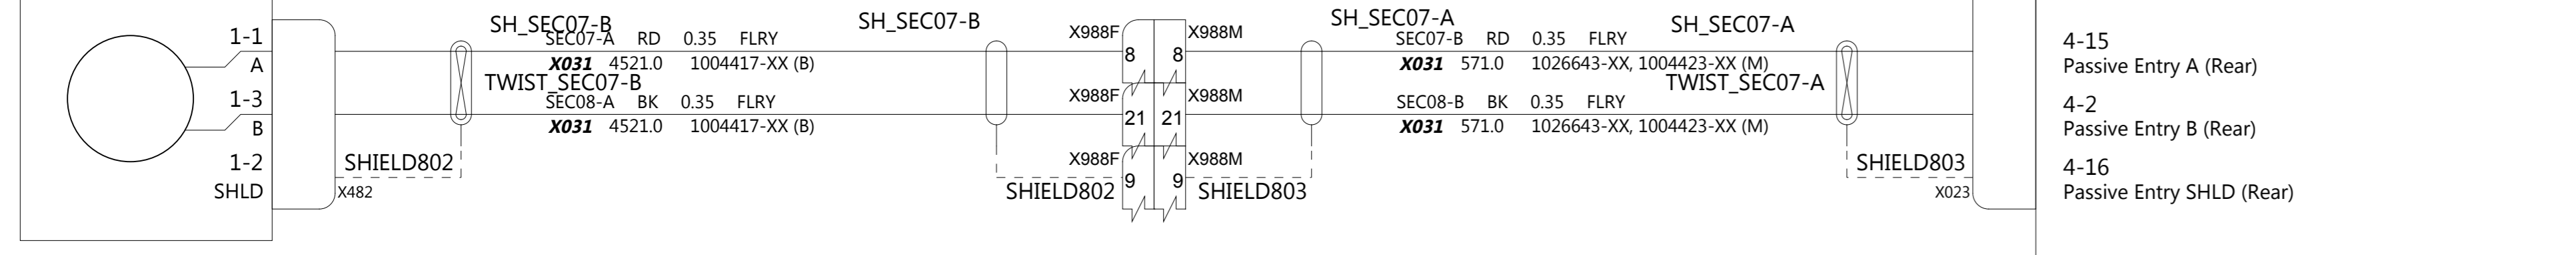 SH_SEC07-B
SH_SEC07-B
X988F
X988M
SH_SEC07-A
SH_SEC07-A
1-1
SEC07-A RD 0.35 FLRY
8 8
SEC07-B RD 0.35 FLRY
4-15
A
X031 4521.0 1004417-XX (B)
X031 571.0 1026643-XX, 1004423-XX (M)
Passive Entry A (Rear)
TWIST_SEC07-B
TWIST_SEC07-A
1-3
SEC08-A BK 0.35 FLRY
X988F
X988M
SEC08-B BK 0.35 FLRY
4-2
B
X031 4521.0 1004417-XX (B)
21 21
X031 571.0 1026643-XX, 1004423-XX (M)
Passive Entry B (Rear)
1-2
SHIELD802
X988F
X988M
SHIELD803
4-16
SHLD
X482
SHIELD802
9 9
SHIELD803
X023
Passive Entry SHLD (Rear)